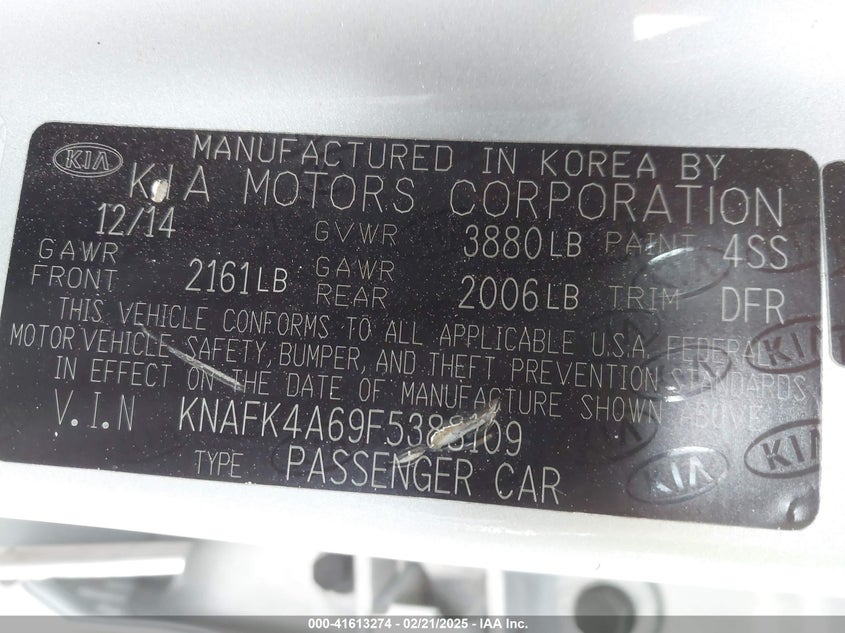 KIA
MANUFACTURED IN KOREA BY
KIA MOTORS CORPORATION
12/14 GVWR 3880LB PAINT 4SS
GAWR FRONT 2161LB GAWR REAR 2006LB TRIM DFR
THIS VEHICLE CONFORMS TO ALL APPLICABLE U.S.A. FEDERAL
MOTOR VEHICLE SAFETY, BUMPER, AND THEFT PREVENTION STANDARDS
IN EFFECT ON THE DATE OF MANUFACTURE SHOWN ABOVE
V.I.N KNAFK4A69F5388109
TYPE PASSENGER CAR
000-41613274 - 02/21/2025 - IAA Inc.